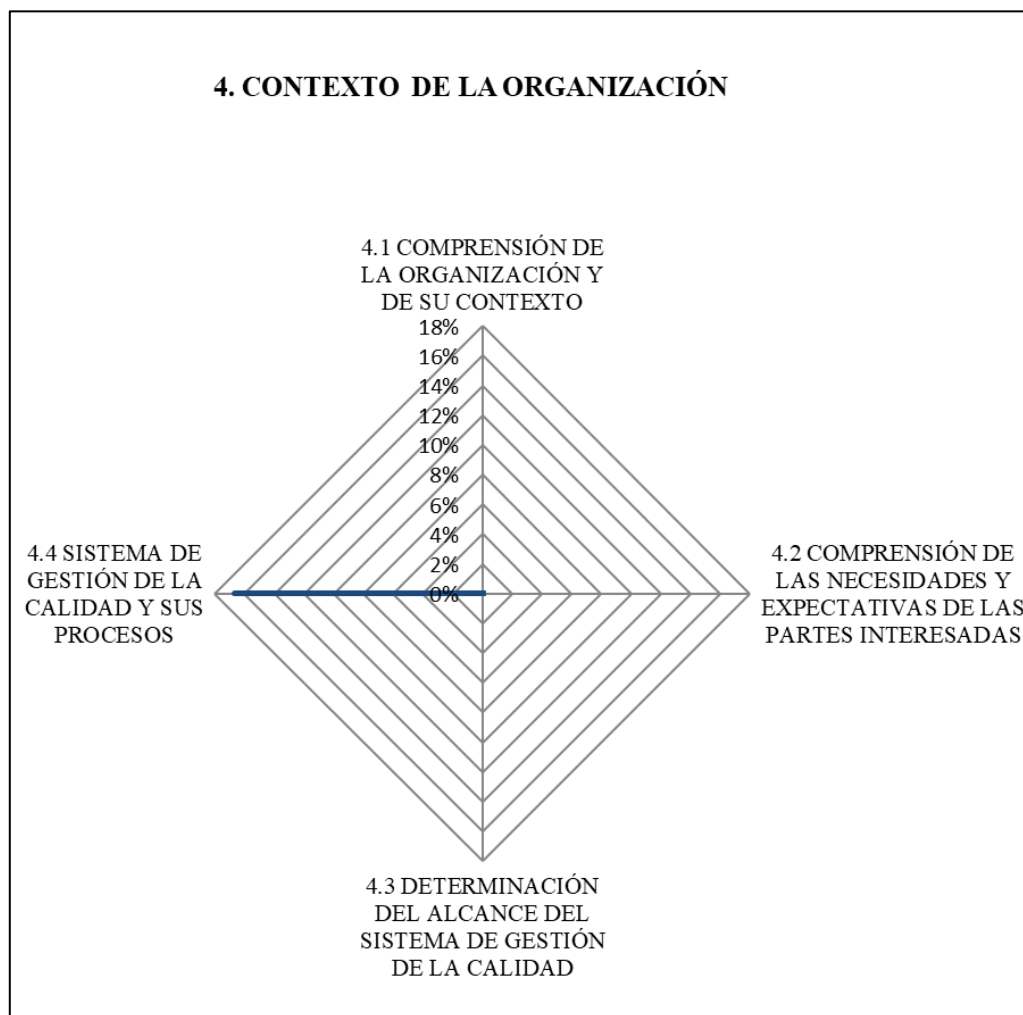 4. CONTEXTO DE LA ORGANIZACIÓN
4.1 COMPRENSIÓN DE
LA ORGANIZACIÓN Y
DE SU CONTEXTO
18%
16%
14%
12%
10%
8%
6%
4%
2%
0%
4.4 SISTEMA DE
GESTIÓN DE LA
CALIDAD Y SUS
PROCESOS
4.2 COMPRENSIÓN DE
LAS NECESIDADES Y
EXPECTATIVAS DE LAS
PARTES INTERESADAS
4.3 DETERMINACIÓN
DEL ALCANCE DEL
SISTEMA DE GESTIÓN
DE LA CALIDAD